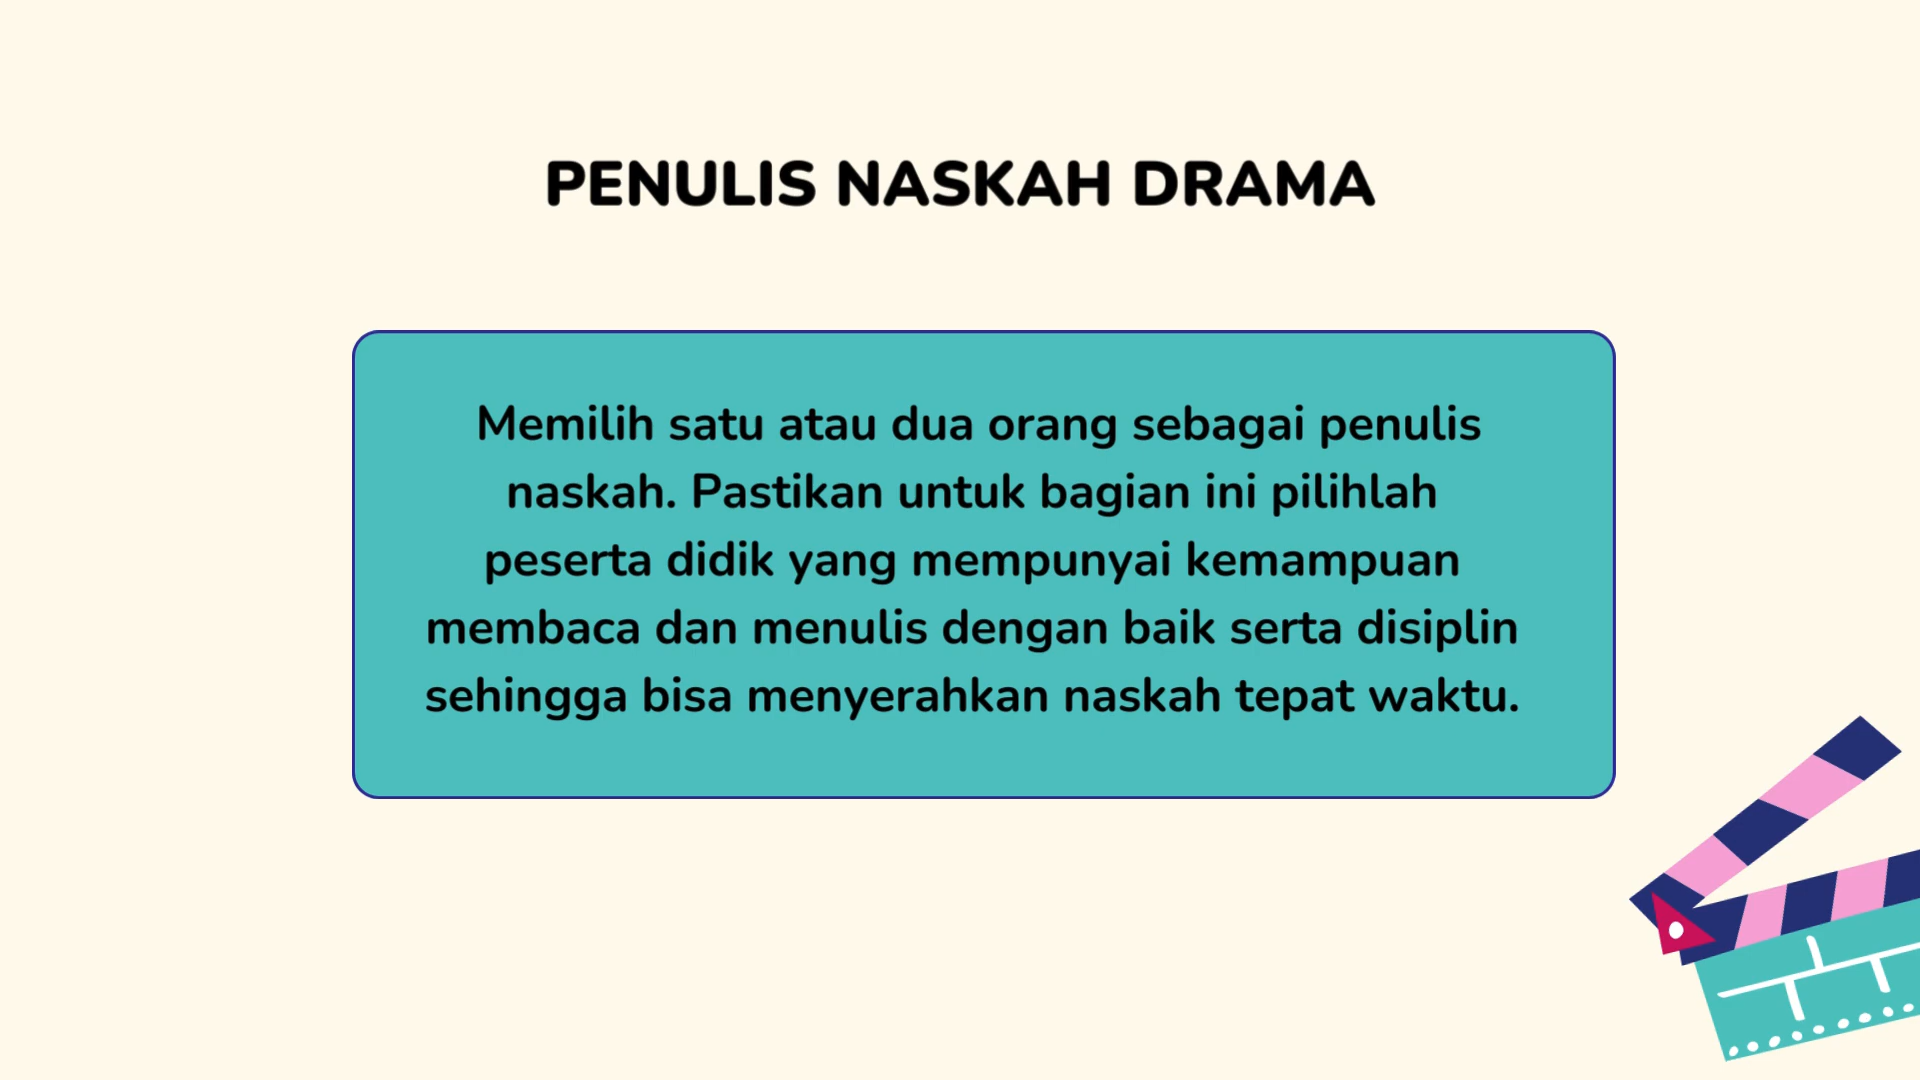 PENULIS NASKAH DRAMA
Memilih satu atau dua orang sebagai penulis
naskah. Pastikan untuk bagian ini pilihlah
peserta didik yang mempunyai kemampuan
membaca dan menulis dengan baik serta disiplin
sehingga bisa menyerahkan naskah tepat waktu.